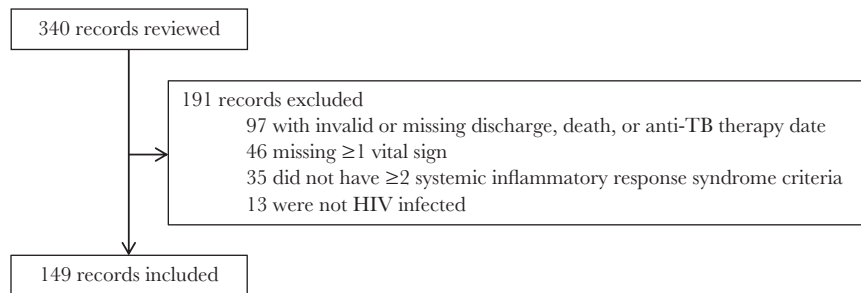 340 records reviewed
191 records excluded
97 with invalid or missing discharge, death, or anti-TB therapy date
46 missing ≥1 vital sign
35 did not have ≥2 systemic inflammatory response syndrome criteria
13 were not HIV infected
149 records included